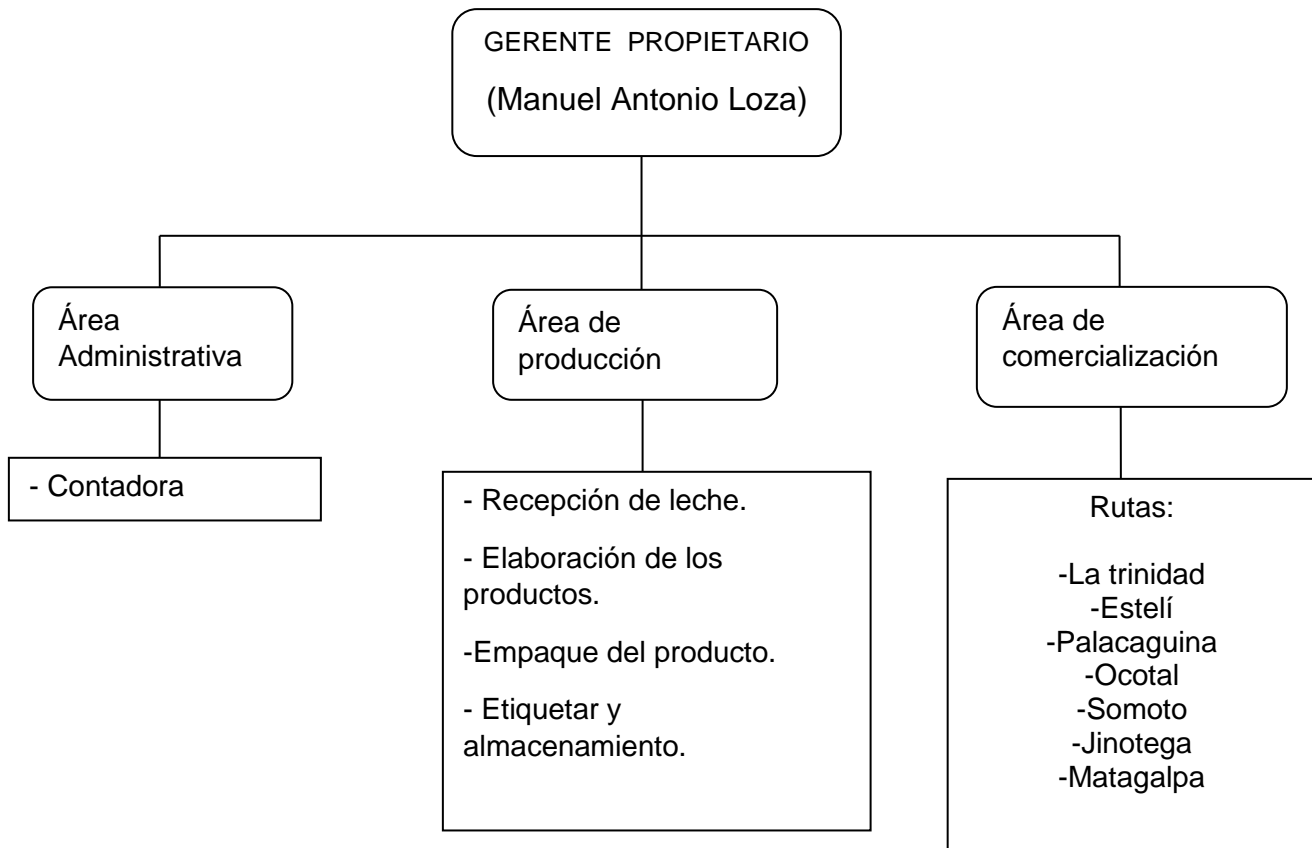 GERENTE PROPIETARIO
(Manuel Antonio Loza)
Área
Administrativa
Área de
producción
Área de
comercialización
- Contadora
- Recepción de leche.
- Elaboración de los
productos.
-Empaque del producto.
- Etiquetar y
almacenamiento.
Rutas:
-La trinidad
-Estelí
-Palacaguina
-Ocotal
-Somoto
-Jinotega
-Matagalpa